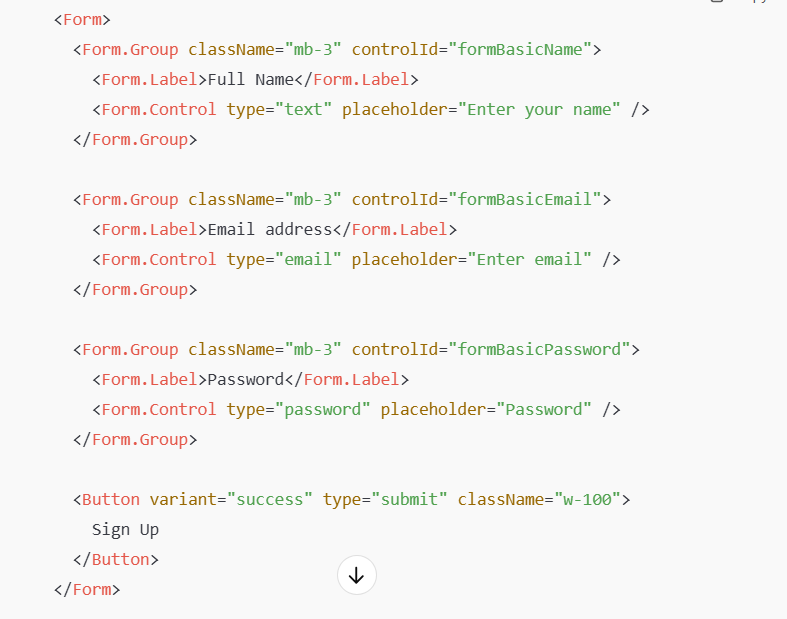 <Form>
<Form.Group className="mb-3" controlId="formBasicName">
<Form.Label>Full Name</Form.Label>
<Form.Control type="text" placeholder="Enter your name" />
</Form.Group>
<Form.Group className="mb-3" controlId="formBasicEmail">
<Form.Label>Email address</Form.Label>
<Form.Control type="email" placeholder="Enter email" />
</Form.Group>
<Form.Group className="mb-3" controlId="formBasicPassword">
<Form.Label>Password</Form.Label>
<Form.Control type="password" placeholder="Password" />
</Form.Group>
<Button variant="success" type="submit" className="w-100">
Sign Up
</Button>
</Form>